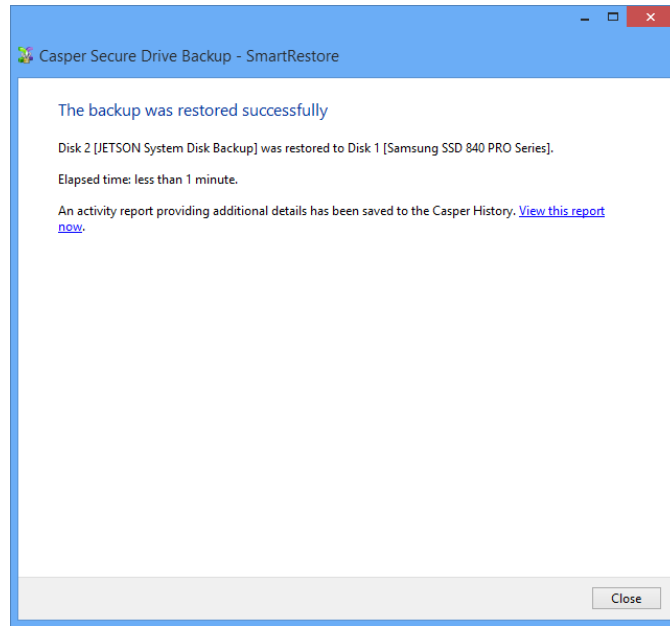 Casper Secure Drive Backup - SmartRestore
The backup was restored successfully
Disk 2 [JETSON System Disk Backup] was restored to Disk 1 [Samsung SSD 840 PRO Series].
Elapsed time: less than 1 minute.
An activity report providing additional details has been saved to the Casper History. View this report
now.
Close